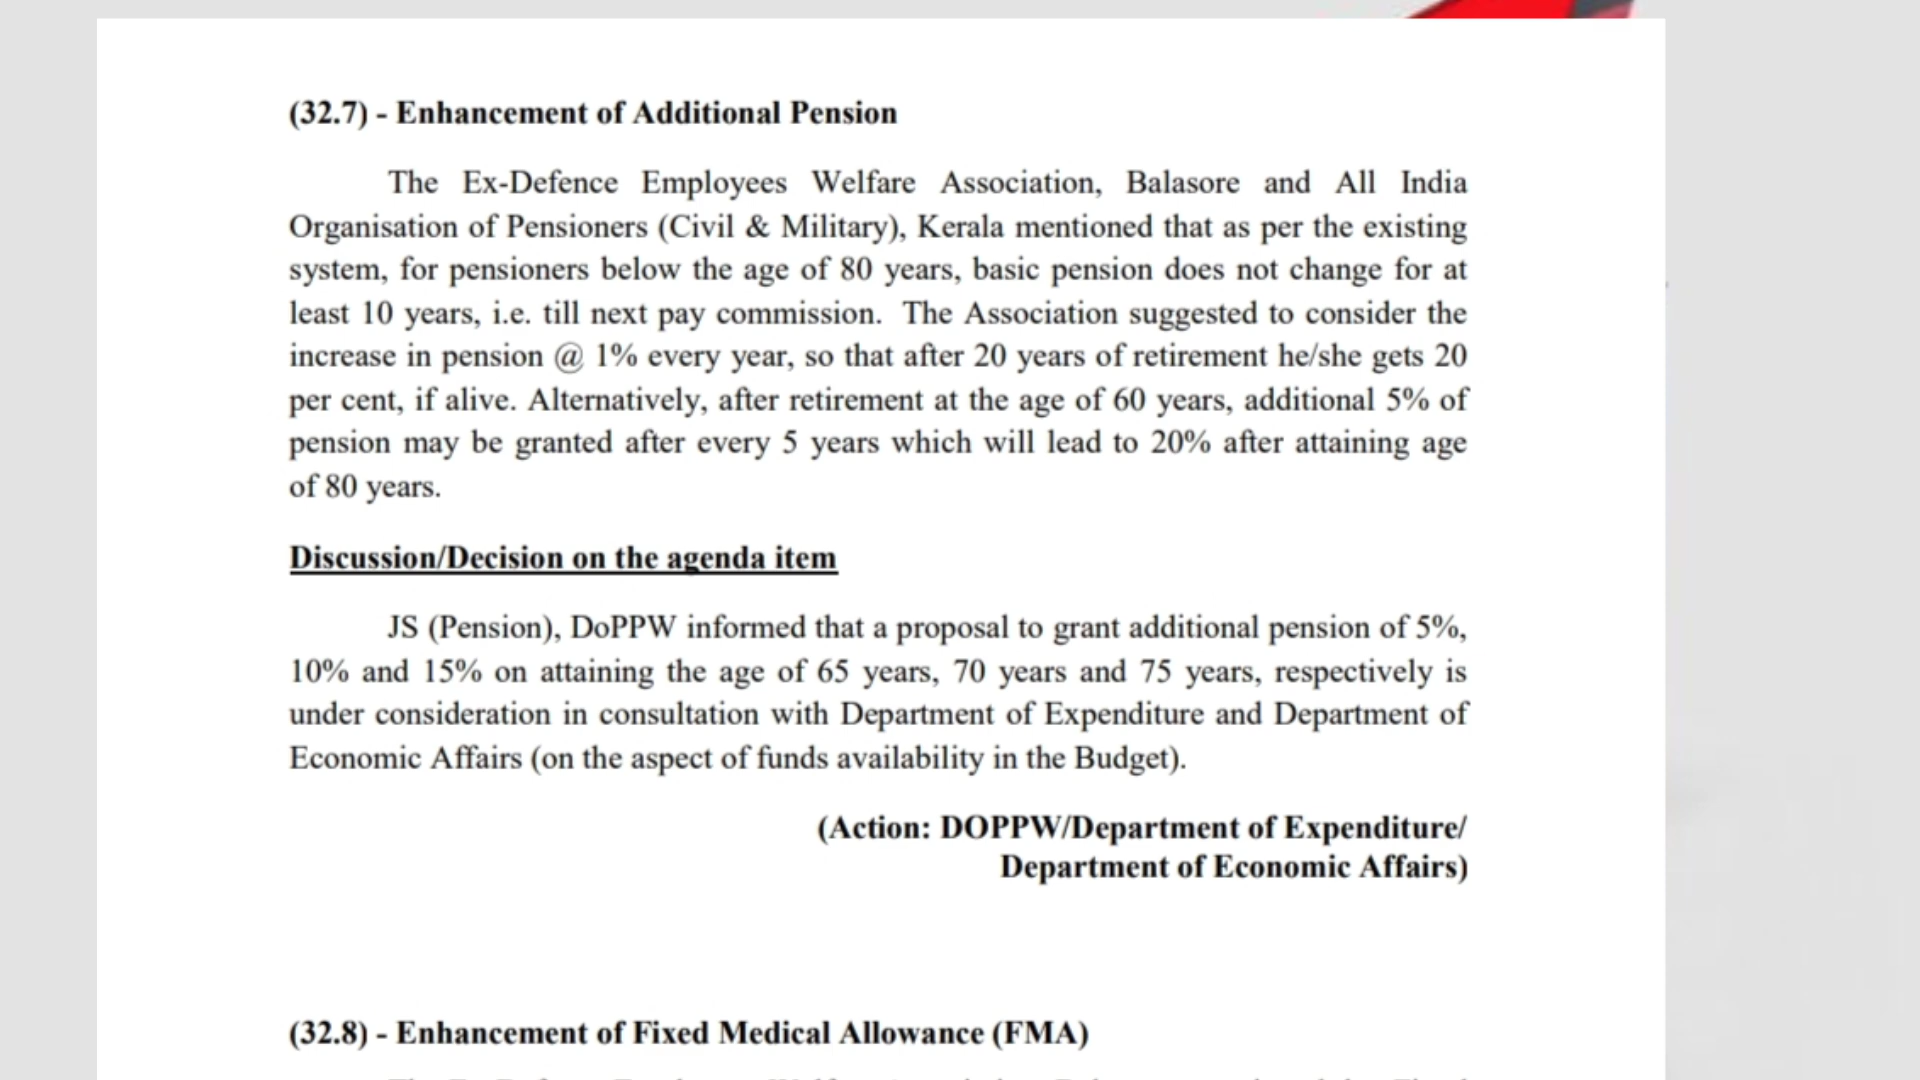 (32.7) - Enhancement of Additional Pension
The Ex-Defence Employees Welfare Association, Balasore and All India
Organisation of Pensioners (Civil & Military), Kerala mentioned that as per the existing
system, for pensioners below the age of 80 years, basic pension does not change for at
least 10 years, i.e. till next pay commission. The Association suggested to consider the
increase in pension @ 1% every year, so that after 20 years of retirement he/she gets 20
per cent, if alive. Alternatively, after retirement at the age of 60 years, additional 5% of
pension may be granted after every 5 years which will lead to 20% after attaining age
of 80 years.
Discussion/Decision on the agenda item
JS (Pension), DoPPW informed that a proposal to grant additional pension of 5%,
10% and 15% on attaining the age of 65 years, 70 years and 75 years, respectively is
under consideration in consultation with Department of Expenditure and Department of
Economic Affairs (on the aspect of funds availability in the Budget).
(Action: DOPPW/Department of Expenditure/
Department of Economic Affairs)
(32.8) - Enhancement of Fixed Medical Allowance (FMA)